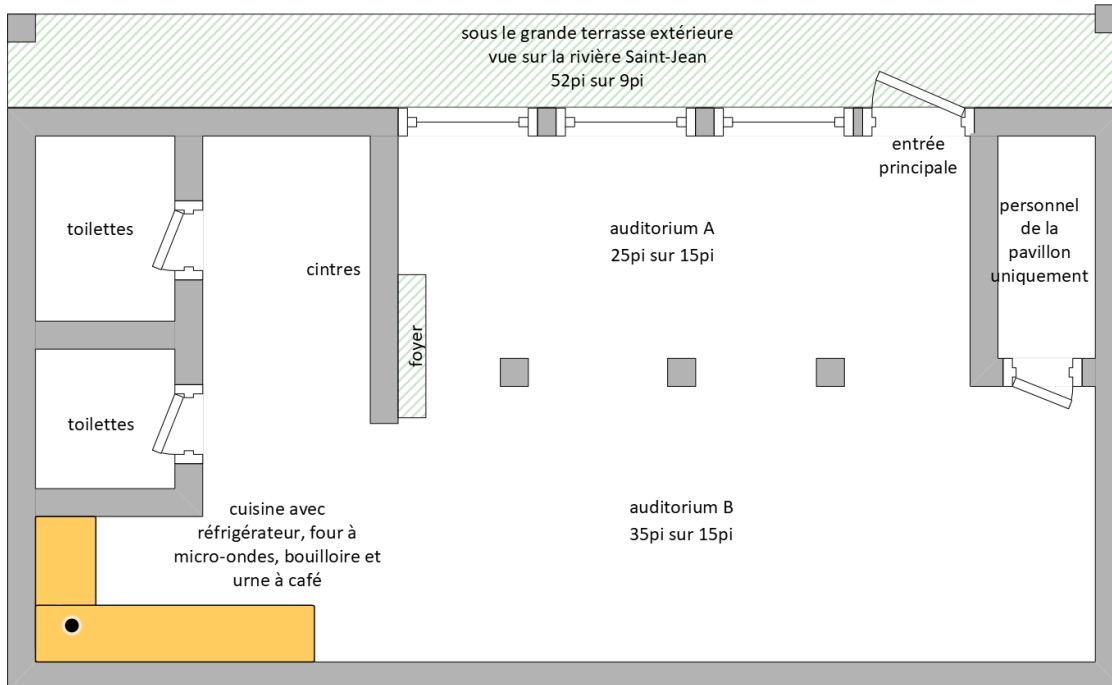 sous le grande terrasse extérieure
vue sur la rivière Saint-Jean
52pi sur 9pi
entrée
principale
toilettes
cintres
auditorium A
25pi sur 15pi
personnel
de la
pavillon
uniquement
foyer
toilettes
cuisine avec
réfrigérateur, four à
micro-ondes, bouilloire et
urne à café
auditorium B
35pi sur 15pi